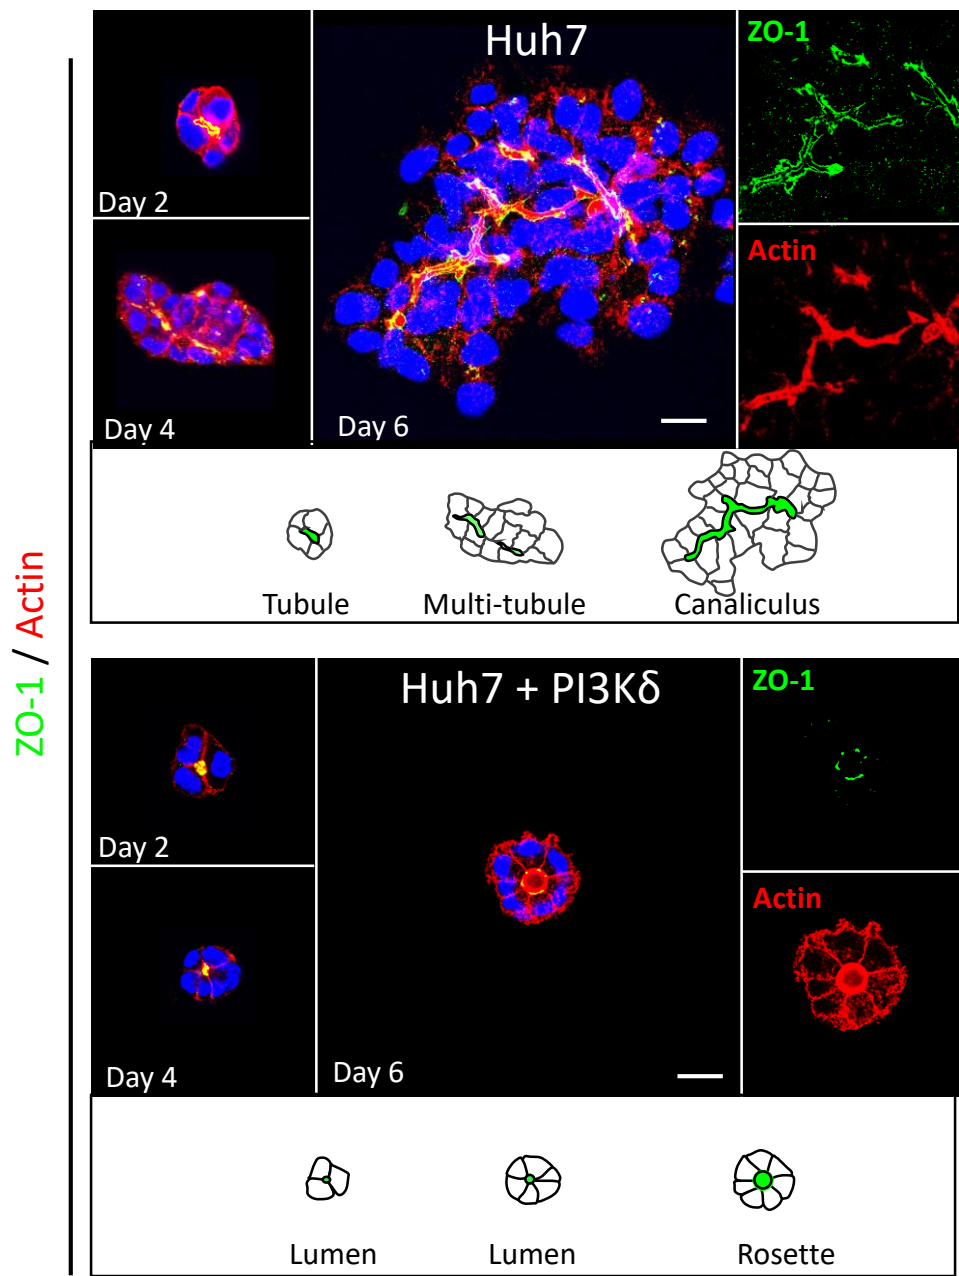 ZO-1 / Actin
Huh7
Day 2
Day 4
Day 6
ZO-1
Actin
Tubule
Multi-tubule
Canaliculus
Huh7 + PI3Kδ
Day 2
Day 4
Day 6
ZO-1
Actin
Lumen
Lumen
Rosette